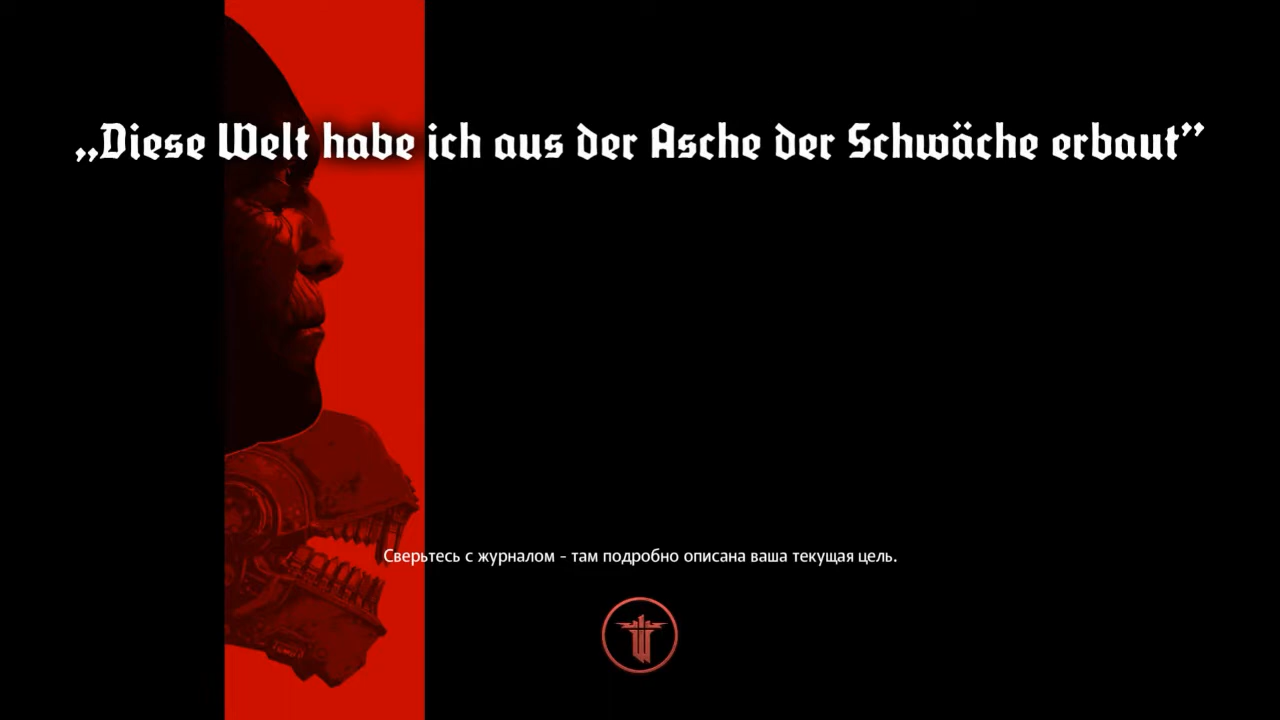 „Diese Welt habe ich aus der Asche der Schwäche erbaut”
Сверьтесь с журналом - там подробно описана ваша текущая цель.